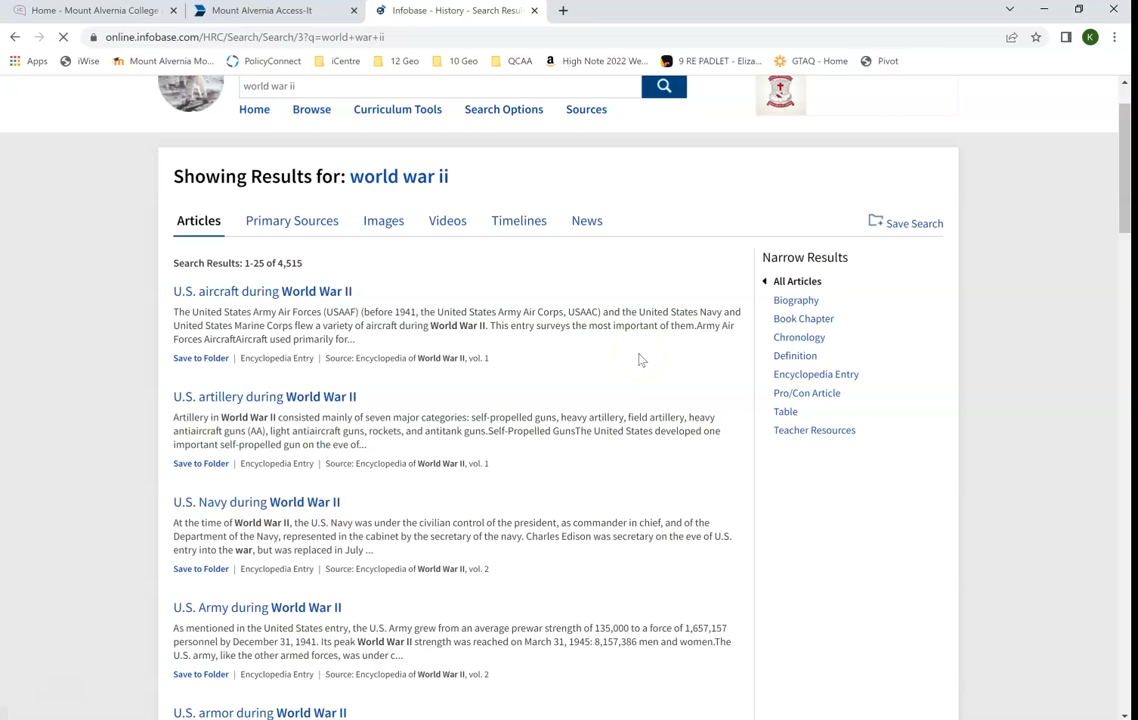 Home - Mount Alvernia College
Mount Alvernia Access-It
Infobase - History - Search Resul
online.infobase.com/HRC/Search/Search/3?q=world+war+ii
Apps iWise Mount Alvernia Mo... PolicyConnect iCentre 12 Geo 10 Geo QCAA High Note 2022 We... 9 RE PADLET - Eliza... GTAQ - Home Pivot
world war ii
Home Browse Curriculum Tools Search Options Sources
Showing Results for: world war ii
Articles Primary Sources Images Videos Timelines News
Save Search
Search Results: 1-25 of 4,515
U.S. aircraft during World War II
The United States Army Air Forces (USAAF) (before 1941, the United States Army Air Corps, USAAC) and the United States Navy and
United States Marine Corps flew a variety of aircraft during World War II. This entry surveys the most important of them.Army Air
Forces AircraftAircraft used primarily for...
Save to Folder | Encyclopedia Entry | Source: Encyclopedia of World War II, vol. 1
U.S. artillery during World War II
Artillery in World War II consisted mainly of seven major categories: self-propelled guns, heavy artillery, field artillery, heavy
antiaircraft guns (AA), light antiaircraft guns, rockets, and antitank guns.Self-Propelled GunsThe United States developed one
important self-propelled gun on the eve of...
Save to Folder | Encyclopedia Entry | Source: Encyclopedia of World War II, vol. 1
U.S. Navy during World War II
At the time of World War II, the U.S. Navy was under the civilian control of the president, as commander in chief, and of the
Department of the Navy, represented in the cabinet by the secretary of the navy. Charles Edison was secretary on the eve of U.S.
entry into the war, but was replaced in July ...
Save to Folder | Encyclopedia Entry | Source: Encyclopedia of World War II, vol. 2
U.S. Army during World War II
As mentioned in the United States entry, the U.S. Army grew from an average prewar strength of 135,000 to a force of 1,657,157
personnel by December 31, 1941. Its peak World War II strength was reached on March 31, 1945: 8,157,386 men and women.The
U.S. army, like the other armed forces, was under c...
Save to Folder | Encyclopedia Entry | Source: Encyclopedia of World War II, vol. 2
U.S. armor during World War II
Narrow Results
All Articles
Biography
Book Chapter
Chronology
Definition
Encyclopedia Entry
Pro/Con Article
Table
Teacher Resources
K